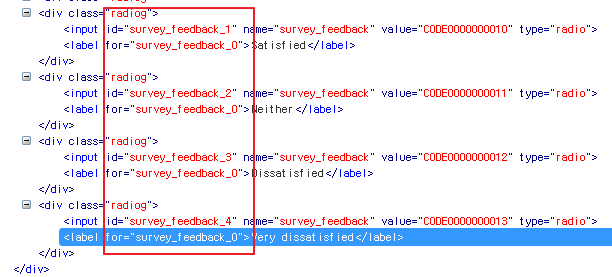 <div class="radiog">
<input id="survey_feedback_1" name="survey_feedback" value="CODE0000000010" type="radio">
<label for="survey_feedback_0">Satisfied</label>
</div>
<div class="radiog">
<input id="survey_feedback_2" name="survey_feedback" value="CODE0000000011" type="radio">
<label for="survey_feedback_0">Neither</label>
</div>
<div class="radiog">
<input id="survey_feedback_3" name="survey_feedback" value="CODE0000000012" type="radio">
<label for="survey_feedback_0">Dissatisfied</label>
</div>
<div class="radiog">
<input id="survey_feedback_4" name="survey_feedback" value="CODE0000000013" type="radio">
<label for="survey_feedback_0">Very dissatisfied</label>
</div>
</div>